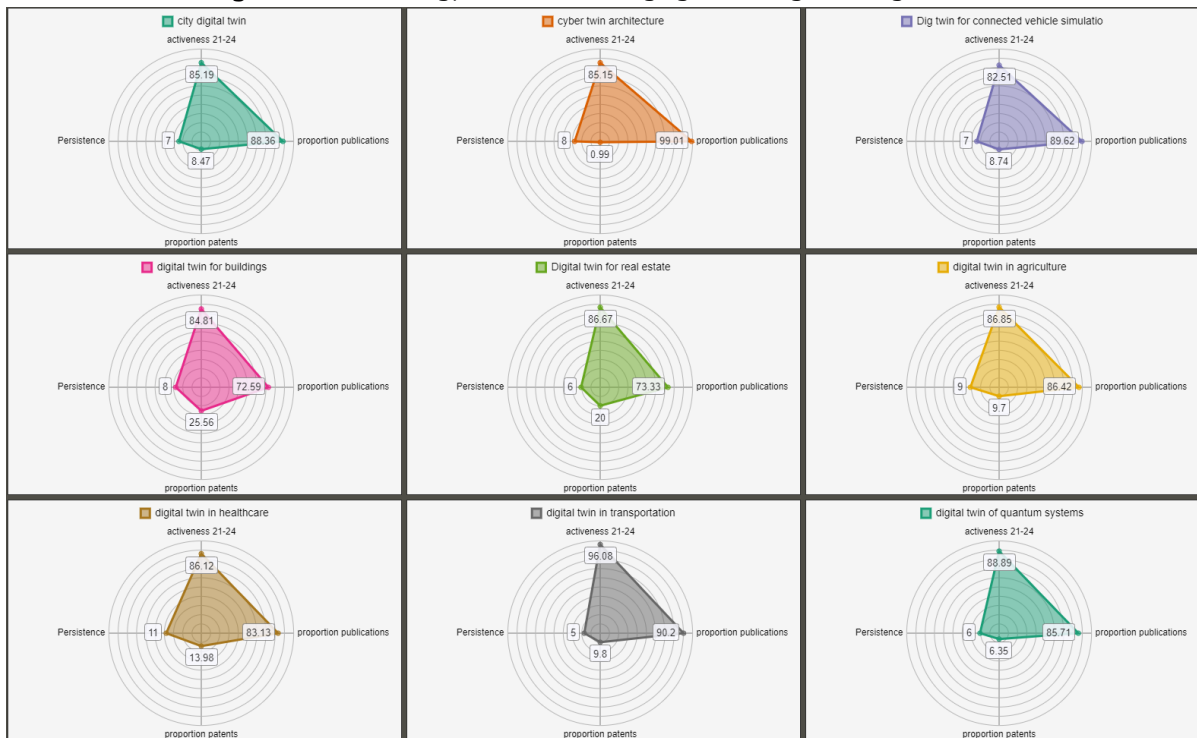 city digital twin
activeness 21-24
85.19
Persistence
7
88.36
proportion publications
8.47
proportion patents
cyber twin architecture
activeness 21-24
85.15
Persistence
8
99.01
proportion publications
0.99
proportion patents
Dig twin for connected vehicle simulatio
activeness 21-24
82.51
Persistence
7
89.62
proportion publications
8.74
proportion patents
digital twin for buildings
activeness 21-24
84.81
Persistence
8
72.59
proportion publications
25.56
proportion patents
Digital twin for real estate
activeness 21-24
86.67
Persistence
6
73.33
proportion publications
20
proportion patents
digital twin in agriculture
activeness 21-24
86.85
Persistence
9
86.42
proportion publications
9.7
proportion patents
digital twin in healthcare
activeness 21-24
86.12
Persistence
11
83.13
proportion publications
13.98
proportion patents
digital twin in transportation
activeness 21-24
96.08
Persistence
5
90.2
proportion publications
9.8
proportion patents
digital twin of quantum systems
activeness 21-24
88.89
Persistence
6
85.71
proportion publications
6.35
proportion patents